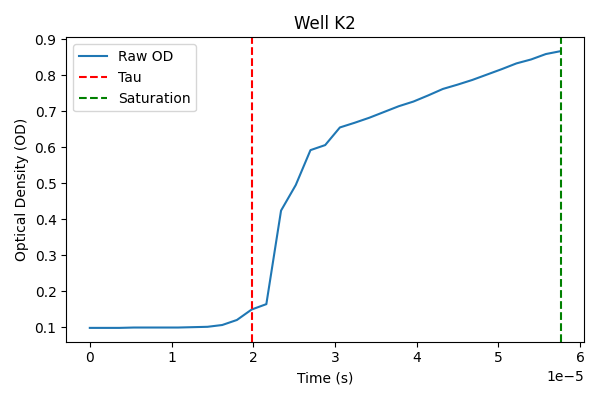 Well K2
Raw OD
Tau
Saturation
Optical Density (OD)
0.9
0.8
0.7
0.6
0.5
0.4
0.3
0.2
0.1
0 1 2 3 4 5 6
1e−5
Time (s)